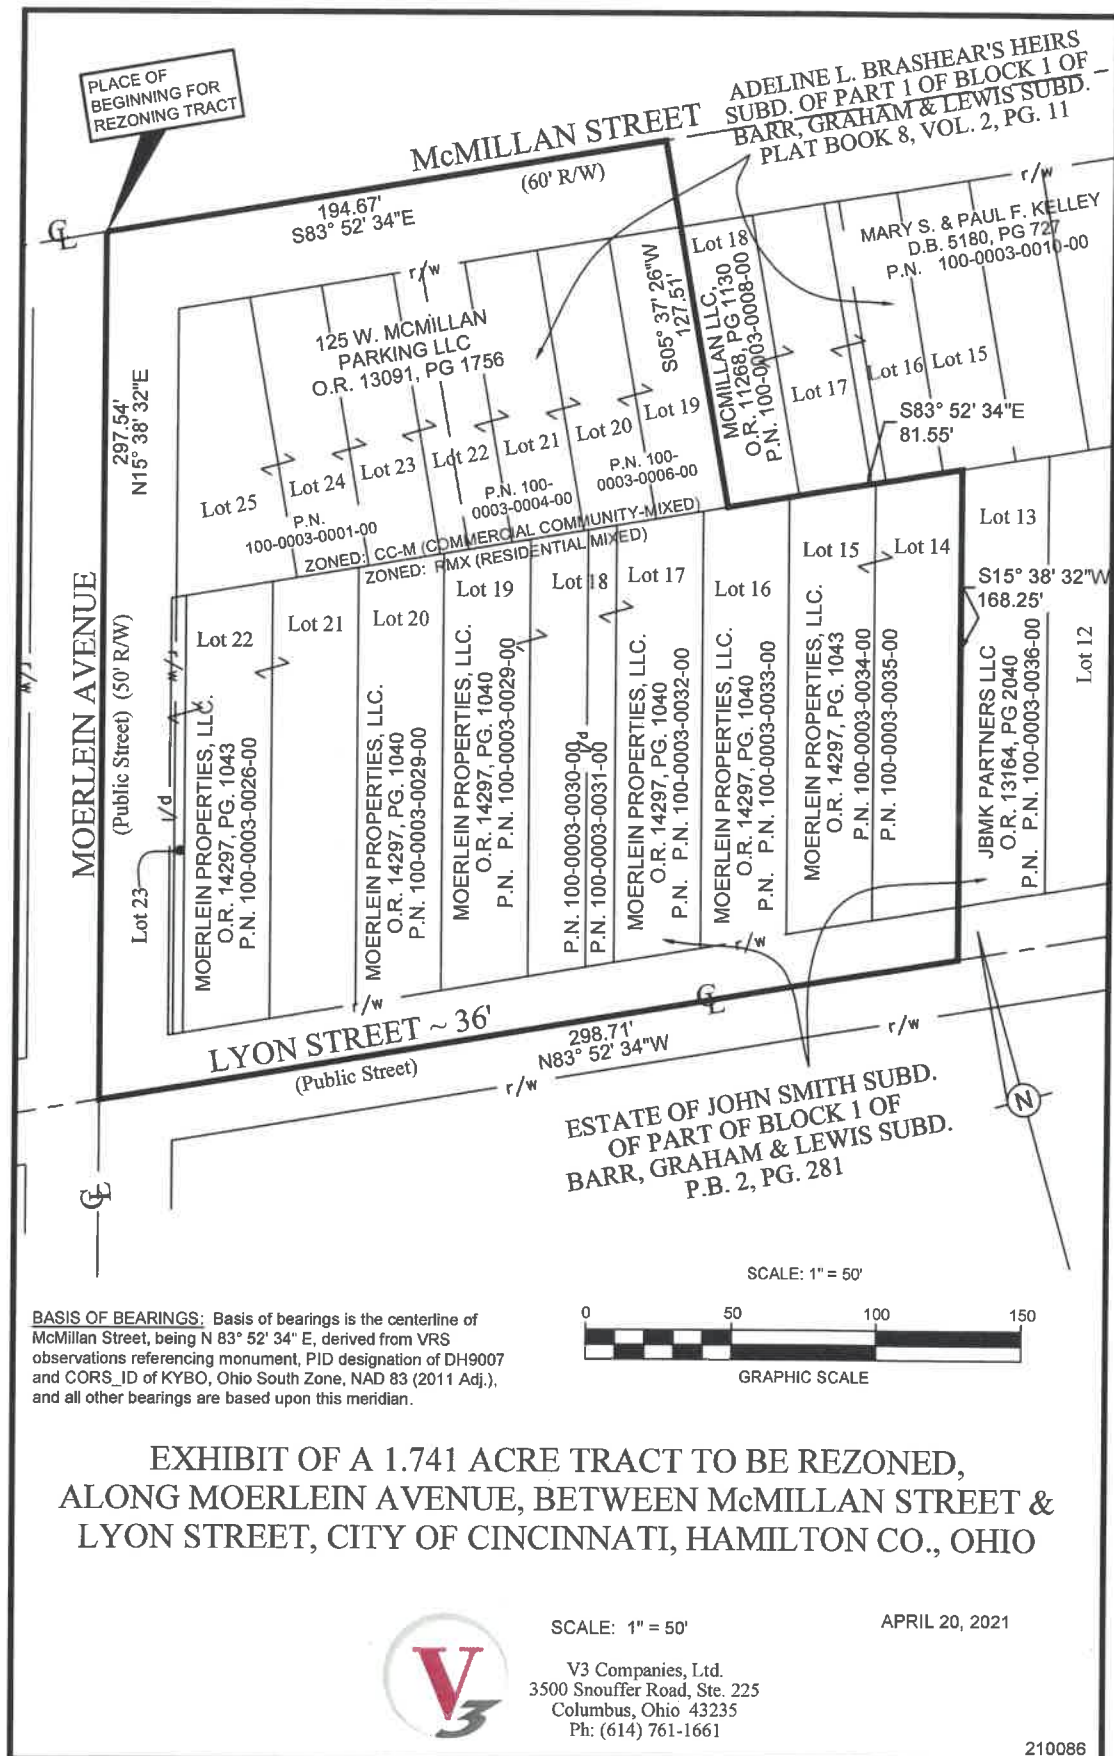 PLACE OF
BEGINNING FOR
REZONING TRACT
ADELINE L. BRASHEAR'S HEIRS
SUBD. OF PART 1 OF BLOCK 1 OF
BARR, GRAHAM & LEWIS SUBD.
PLAT BOOK 8, VOL. 2, PG. 11
McMILLAN STREET
(60' R/W)
194.67'
S83° 52' 34"E
CL
r/w
r/w
MARY S. & PAUL F. KELLEY
D.B. 5180, PG 727
P.N. 100-0003-0010-00
125 W. MCMILLAN
PARKING LLC
O.R. 13091, PG 1756
S05° 37' 26"W
127.51'
Lot 18
MCMILLAN LLC,
O.R. 11268, PG 1130
P.N. 100-0003-0008-00
Lot 17
Lot 16
Lot 15
S83° 52' 34"E
81.55'
297.54'
N15° 38' 32"E
Lot 25
Lot 24
Lot 23
Lot 22
Lot 21
Lot 20
Lot 19
P.N.
100-0003-0001-00
P.N. 100-
0003-0004-00
P.N. 100-
0003-0006-00
ZONED: CC-M (COMMERCIAL COMMUNITY-MIXED)
ZONED: RMX (RESIDENTIAL MIXED)
MOERLEIN AVENUE
(Public Street) (50' R/W)
r/w
r/w
1/d
Lot 23
Lot 22
MOERLEIN PROPERTIES, LLC.
O.R. 14297, PG. 1043
P.N. 100-0003-0026-00
Lot 21
Lot 20
MOERLEIN PROPERTIES, LLC.
O.R. 14297, PG. 1040
P.N. 100-0003-0029-00
Lot 19
MOERLEIN PROPERTIES, LLC.
O.R. 14297, PG. 1040
P.N. P.N. 100-0003-0029-00
Lot 18
P.N. 100-0003-0030-00
P.N. 100-0003-0031-00
Lot 17
MOERLEIN PROPERTIES, LLC.
O.R. 14297, PG. 1040
P.N. P.N. 100-0003-0032-00
Lot 16
MOERLEIN PROPERTIES, LLC.
O.R. 14297, PG. 1040
P.N. P.N. 100-0003-0033-00
Lot 15
MOERLEIN PROPERTIES, LLC.
O.R. 14297, PG. 1043
P.N. 100-0003-0034-00
P.N. 100-0003-0035-00
Lot 14
Lot 13
S15° 38' 32"W
168.25'
JBMK PARTNERS LLC
O.R. 13164, PG 2040
P.N. P.N. 100-0003-0036-00
Lot 12
r/w
r/w
LYON STREET ~ 36'
(Public Street)
CL
298.71'
N83° 52' 34"W
r/w
r/w
CL
ESTATE OF JOHN SMITH SUBD.
OF PART OF BLOCK 1 OF
BARR, GRAHAM & LEWIS SUBD.
P.B. 2, PG. 281
N
SCALE: 1" = 50'
0 50 100 150
GRAPHIC SCALE
BASIS OF BEARINGS: Basis of bearings is the centerline of
McMillan Street, being N 83° 52' 34" E, derived from VRS
observations referencing monument, PID designation of DH9007
and CORS_ID of KYBO, Ohio South Zone, NAD 83 (2011 Adj.),
and all other bearings are based upon this meridian.
EXHIBIT OF A 1.741 ACRE TRACT TO BE REZONED,
ALONG MOERLEIN AVENUE, BETWEEN McMILLAN STREET &
LYON STREET, CITY OF CINCINNATI, HAMILTON CO., OHIO
V3
SCALE: 1" = 50'
APRIL 20, 2021
V3 Companies, Ltd.
3500 Snouffer Road, Ste. 225
Columbus, Ohio 43235
Ph: (614) 761-1661
210086